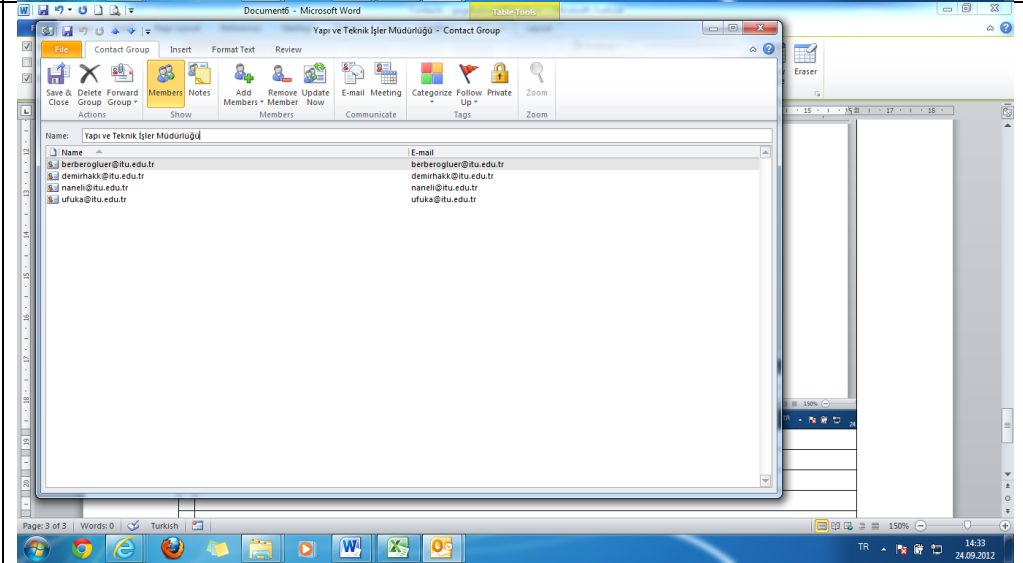 Document6 - Microsoft Word
Table Tools
Yapı ve Teknik İşler Müdürlüğü - Contact Group
File Contact Group Insert Format Text Review
Save & Close Delete Group Forward Group Members Notes Add Members Remove Member Update Now E-mail Meeting Categorize Follow Up Private Zoom Eraser
Actions Show Members Communicate Tags Zoom
15 17 18
Name: Yapı ve Teknik İşler Müdürlüğü
Name E-mail
berberogluer@itu.edu.tr berberogluer@itu.edu.tr
demirhakk@itu.edu.tr demirhakk@itu.edu.tr
naneli@itu.edu.tr naneli@itu.edu.tr
ufuka@itu.edu.tr ufuka@itu.edu.tr
150%
Page: 3 of 3 Words: 0 Turkish 150%
TR 14:33
24.09.2012